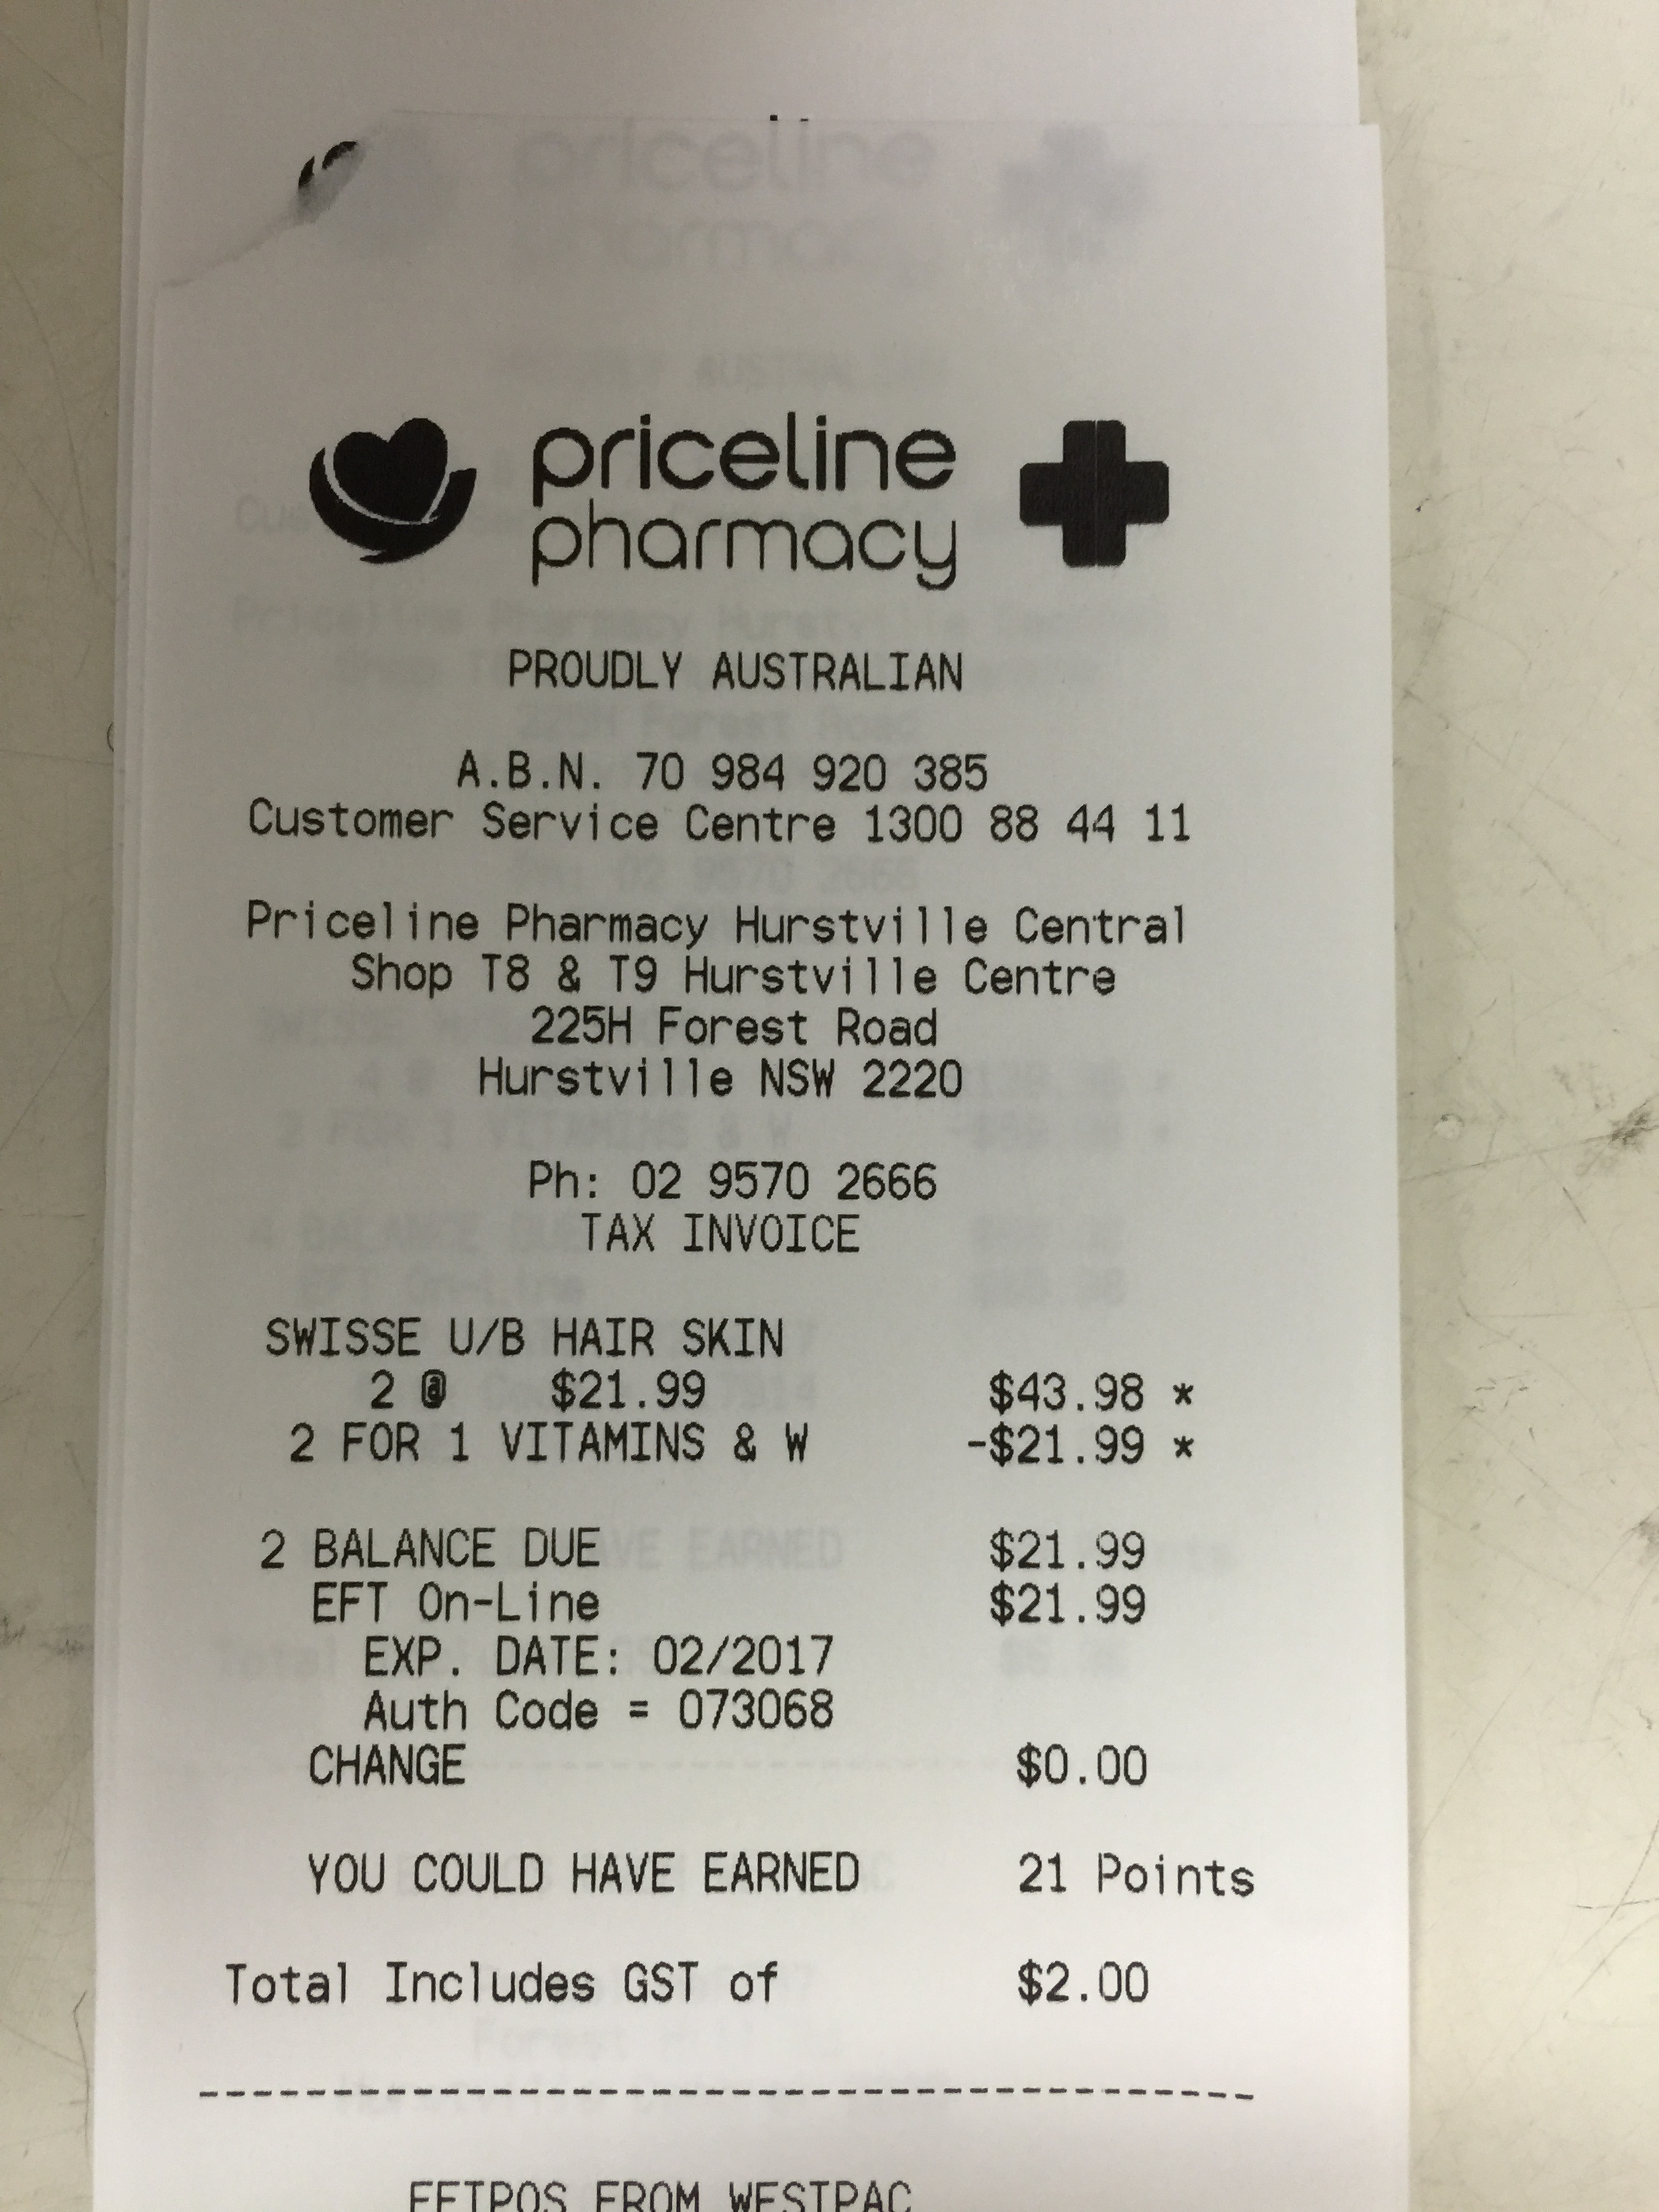 priceline
pharmacy
PROUDLY AUSTRALIAN
A.B.N. 70 984 920 385
Customer Service Centre 1300 88 44 11
Priceline Pharmacy Hurstville Central
Shop T8 & T9 Hurstville Centre
225H Forest Road
Hurstville NSW 2220
Ph: 02 9570 2666
TAX INVOICE
SWISSE U/B HAIR SKIN
2 @ $21.99 $43.98 *
2 FOR 1 VITAMINS & W -$21.99 *
2 BALANCE DUE $21.99
EFT On-Line $21.99
EXP. DATE: 02/2017
Auth Code = 073068
CHANGE $0.00
YOU COULD HAVE EARNED 21 Points
Total Includes GST of $2.00
----------------------------------------
EFTPOS FROM WESTPAC